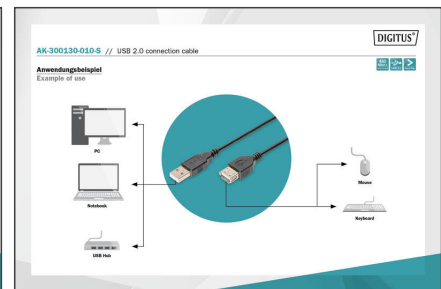 DIGITUS®
AK-300130-010-S // USB 2.0 connection cable
Anwendungsbeispiel
Example of use
PC
Notebook
USB Hub
Mouse
Keyboard